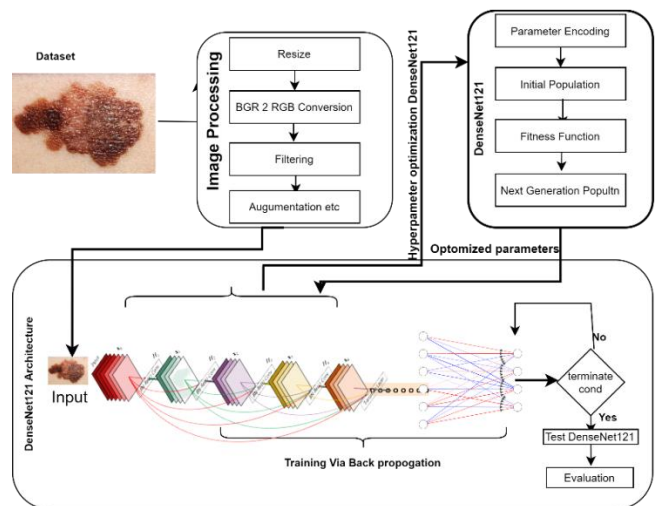 Dataset
Image Processing
Resize
BGR 2 RGB Conversion
Filtering
Augumentation etc
Hyperpameter optimization DenseNet121
DenseNet121
Parameter Encoding
Initial Population
Fitness Function
Next Generation Popultn
Optomized parameters
DenseNet121 Architecture
Input
Training Via Back propogation
No
terminate
cond
Yes
Test DenseNet121
Evaluation